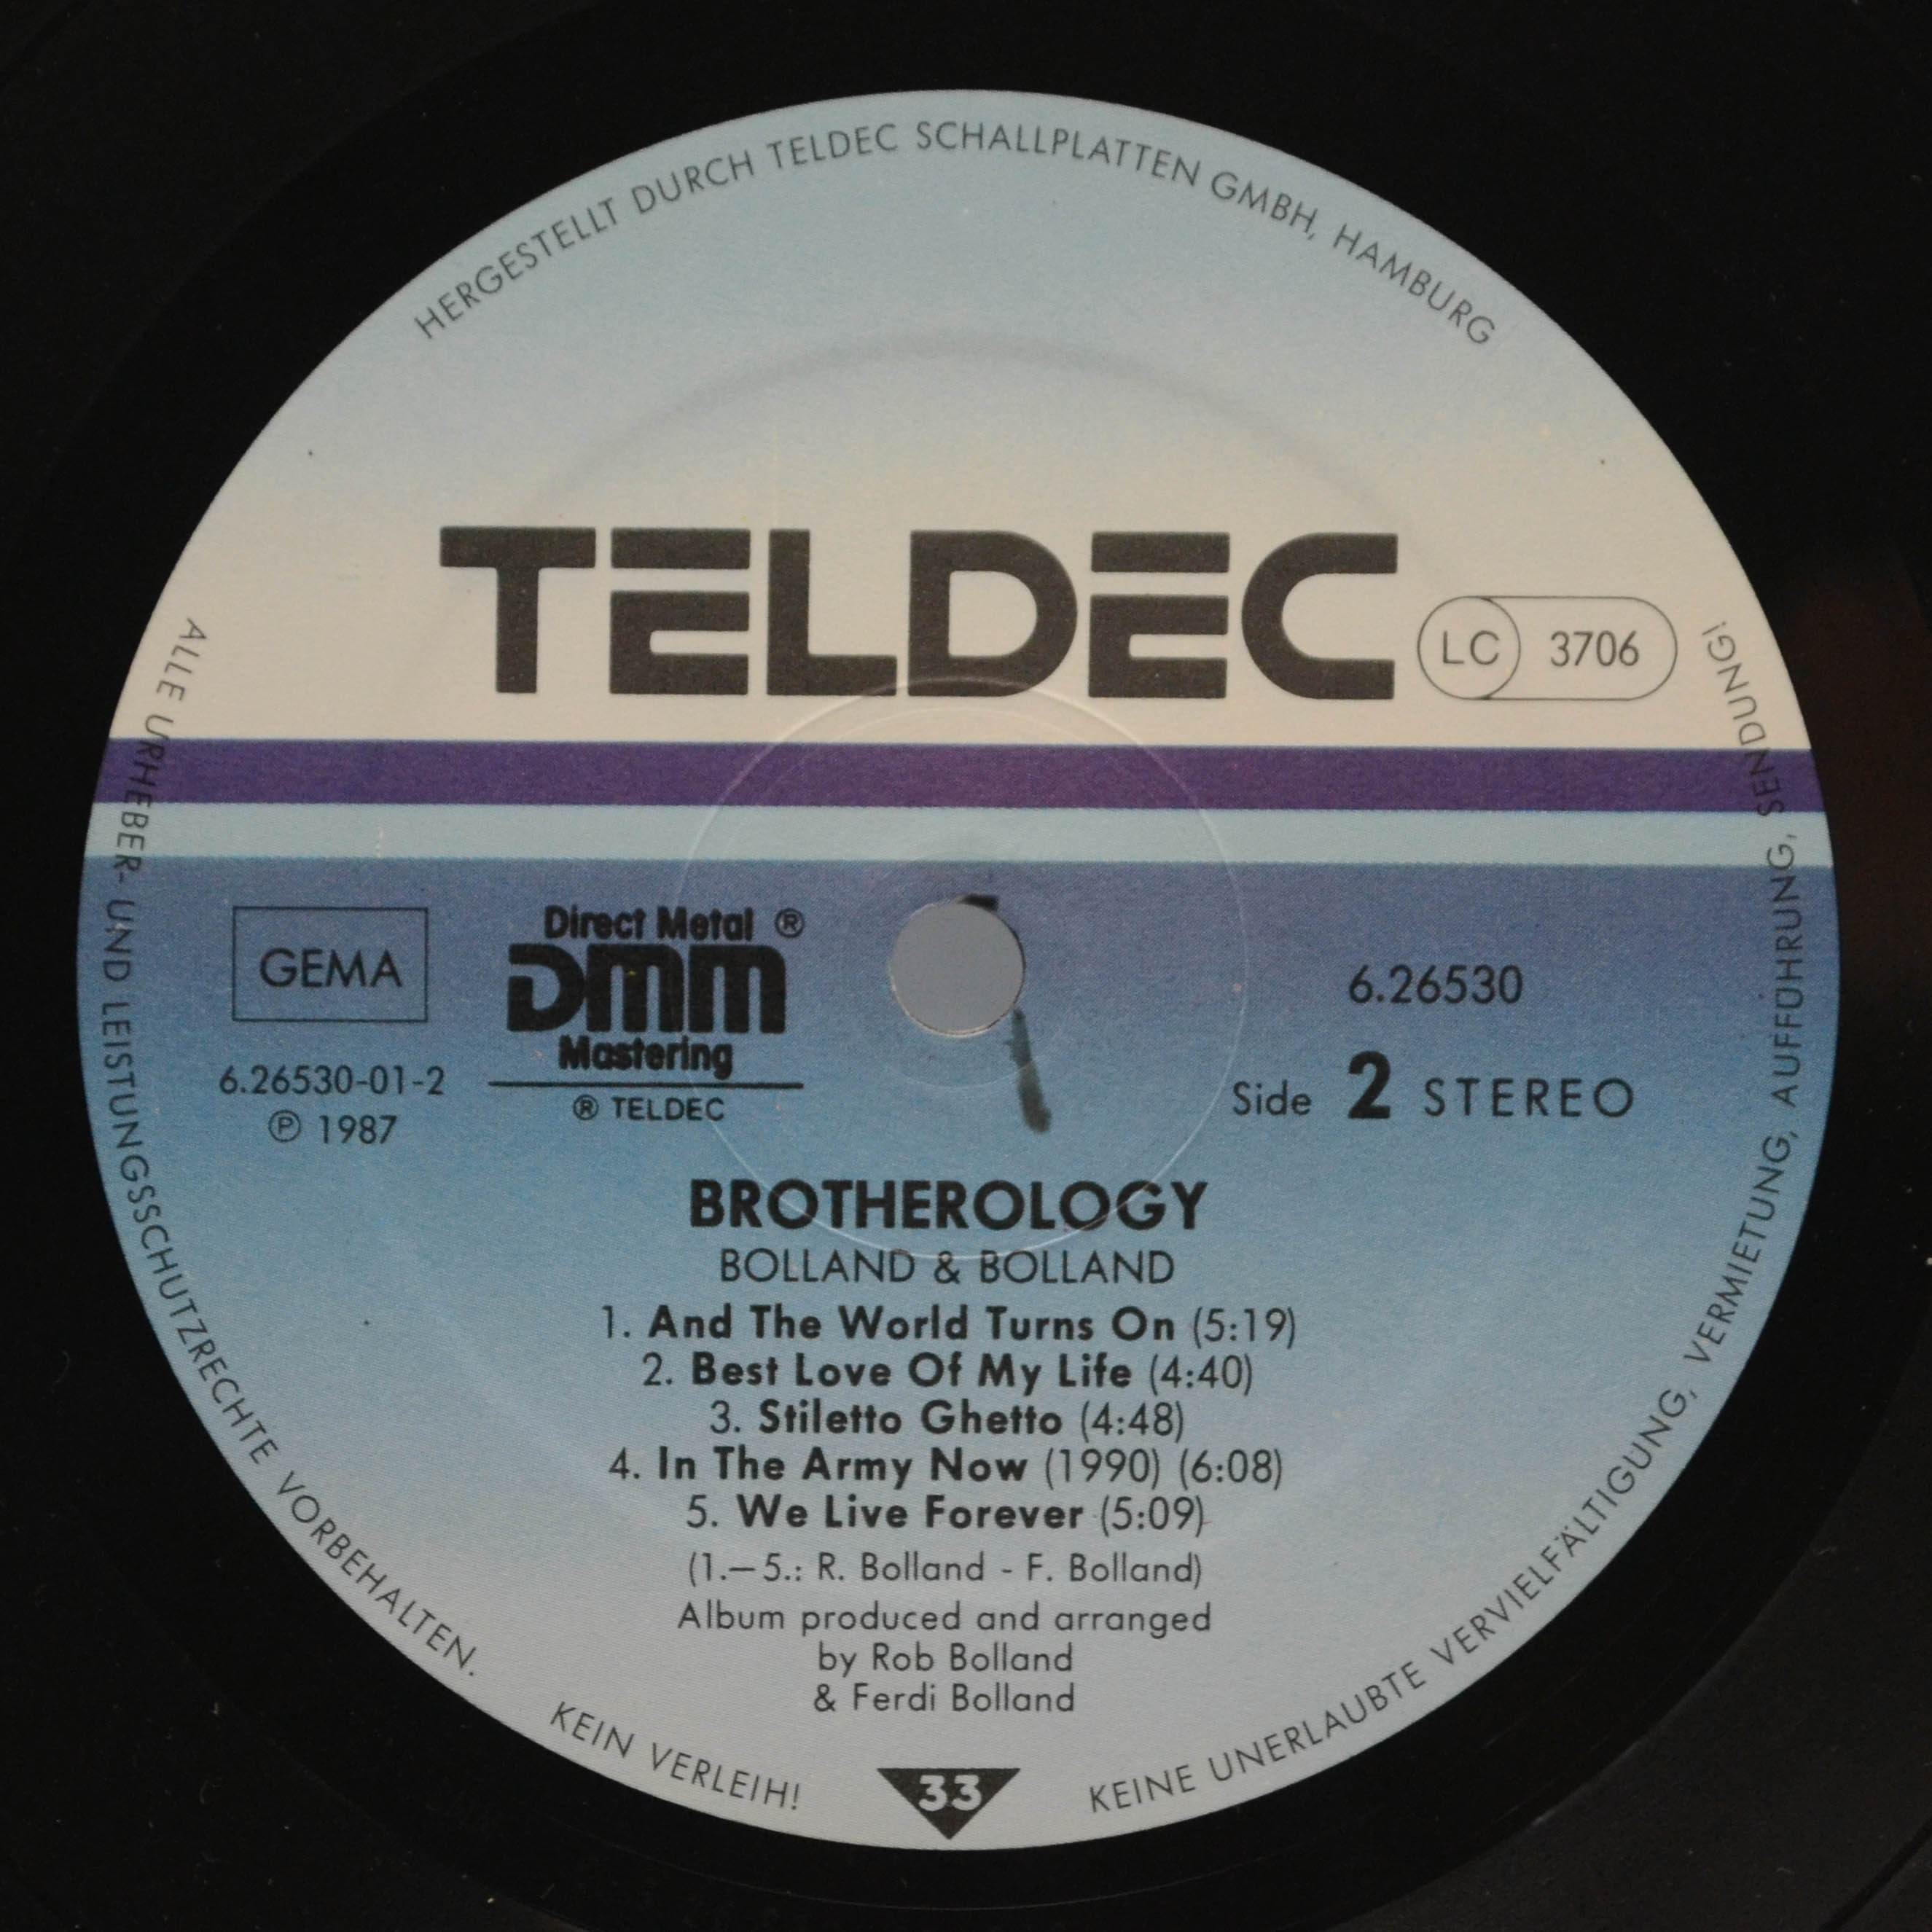 HERGESTELLT DURCH TELDEC SCHALLPLATTEN GMBH, HAMBURG
TELDEC
LC 3706
GEMA
6.26530-01-2
Ⓟ 1987
Direct Metal ®
DMM
Mastering
® TELDEC
6.26530
Side 2 STEREO
BROTHEROLOGY
BOLLAND & BOLLAND
1. And The World Turns On (5:19)
2. Best Love Of My Life (4:40)
3. Stiletto Ghetto (4:48)
4. In The Army Now (1990) (6:08)
5. We Live Forever (5:09)
(1.–5.: R. Bolland - F. Bolland)
Album produced and arranged
by Rob Bolland
& Ferdi Bolland
33
ALLE URHEBER- UND LEISTUNGSSCHUTZRECHTE VORBEHALTEN. KEIN VERLEIH! KEINE UNERLAUBTE VERVIELFÄLTIGUNG, VERMIETUNG, AUFFÜHRUNG, SENDUNG!